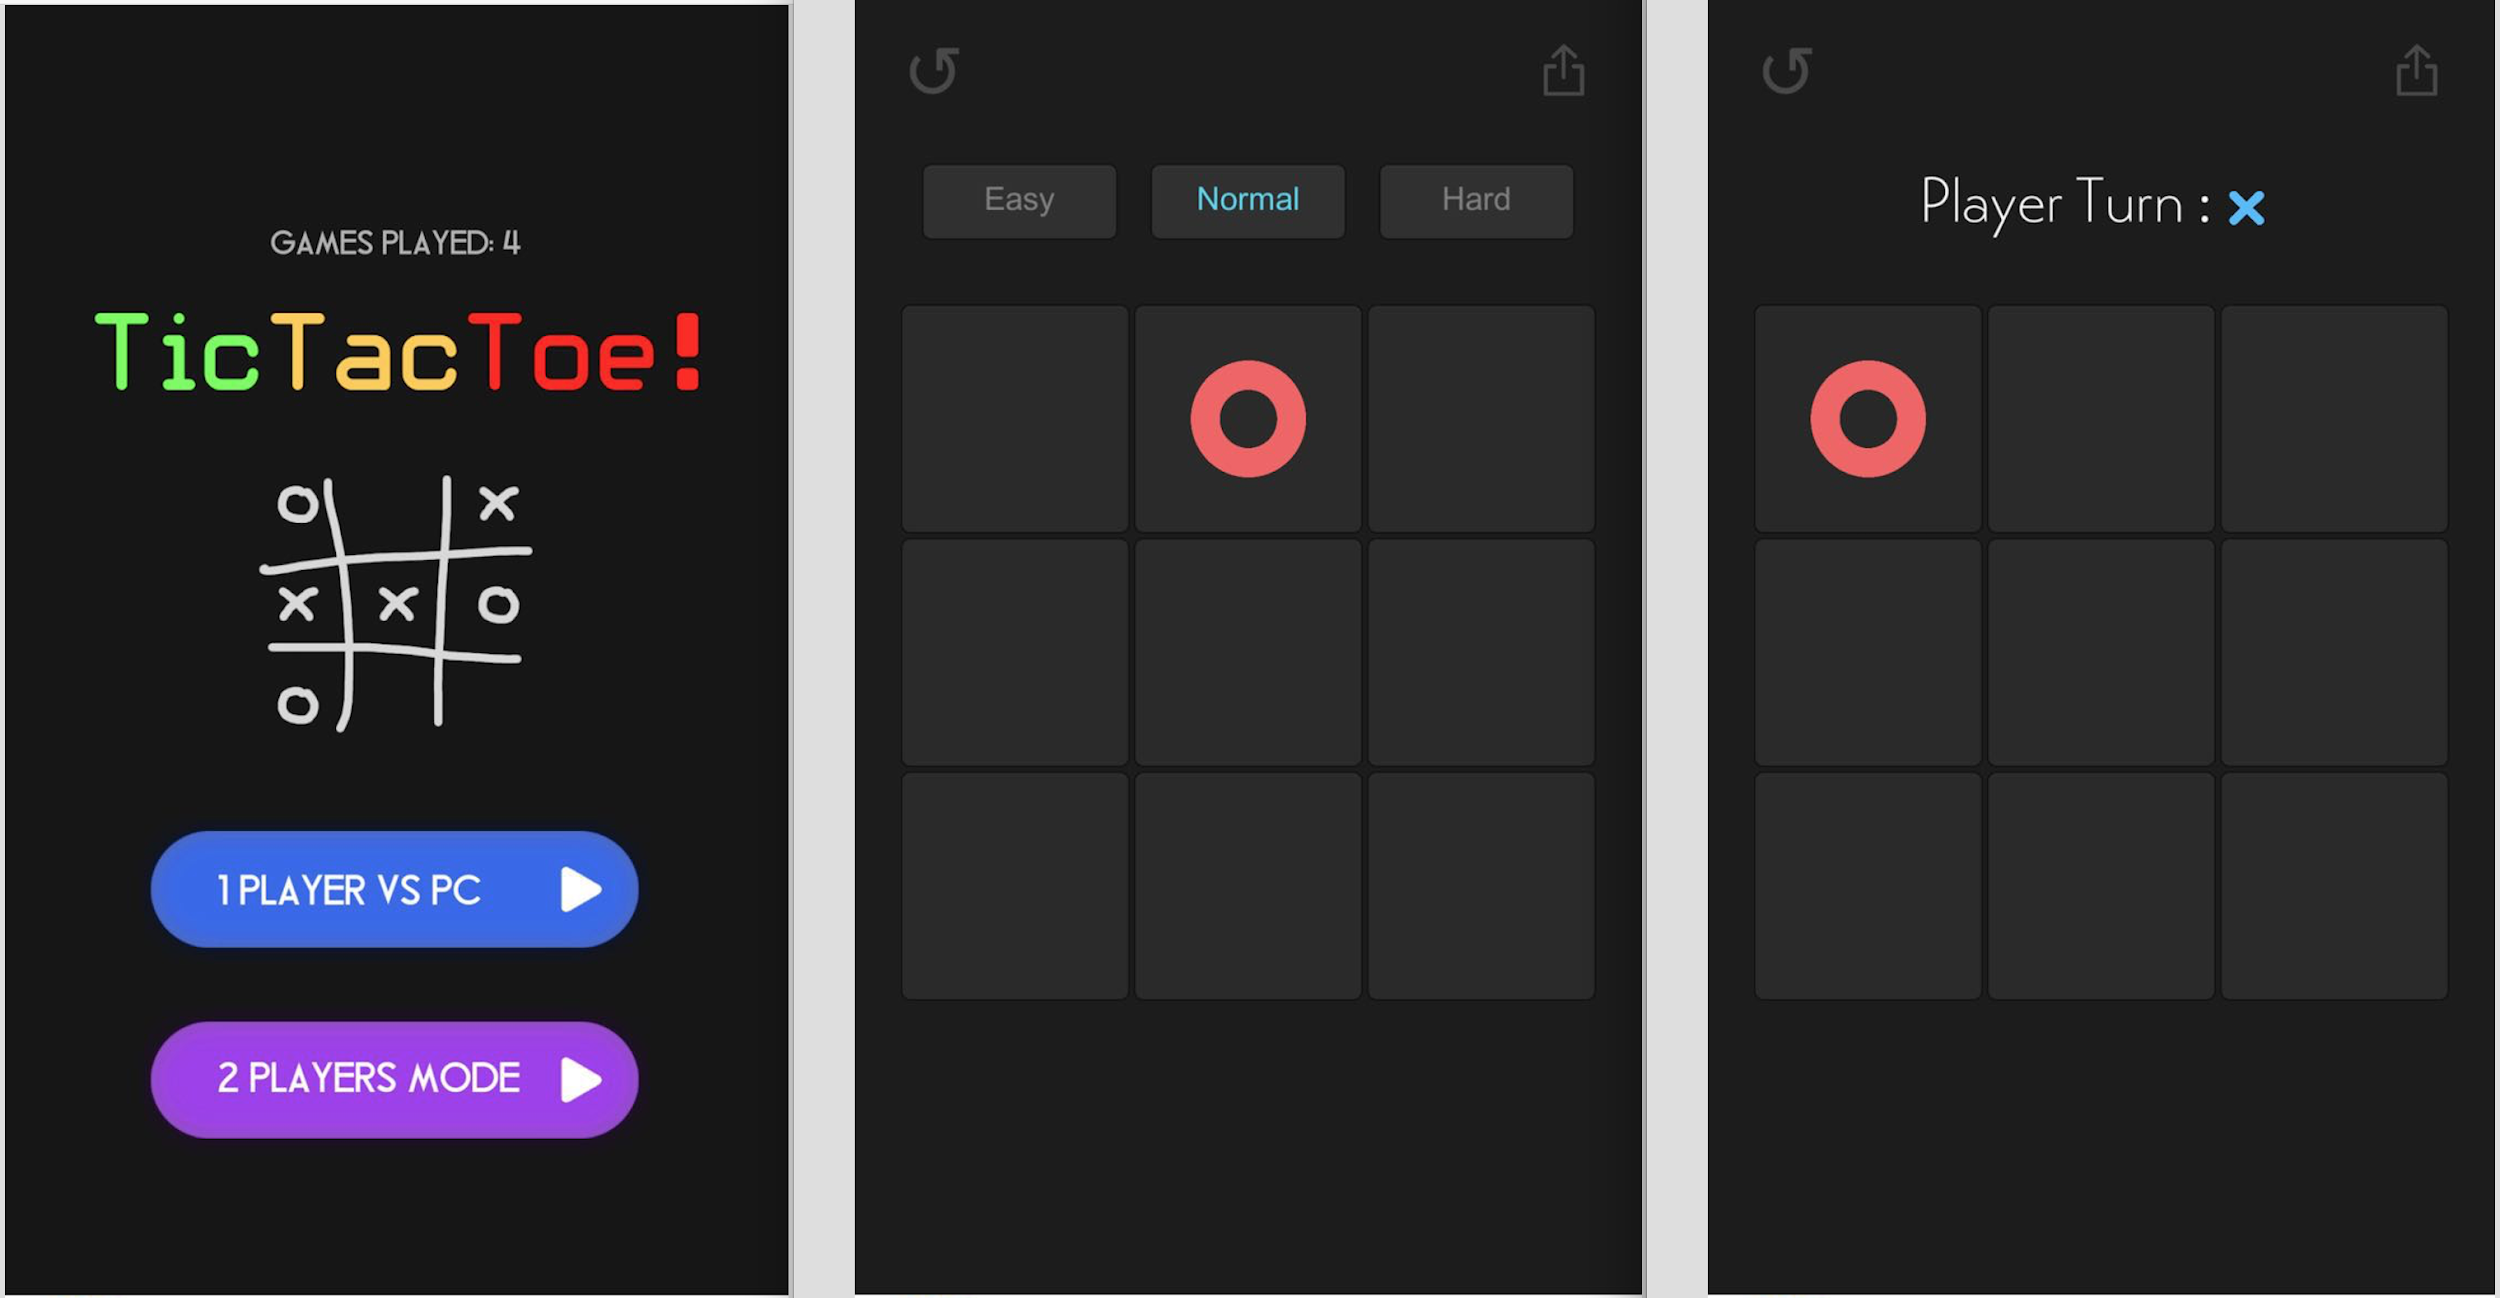 GAMES PLAYED: 4
TicTacToe!
O X
X X O
O
1 PLAYER VS PC
2 PLAYERS MODE
Easy Normal Hard
Player Turn : X